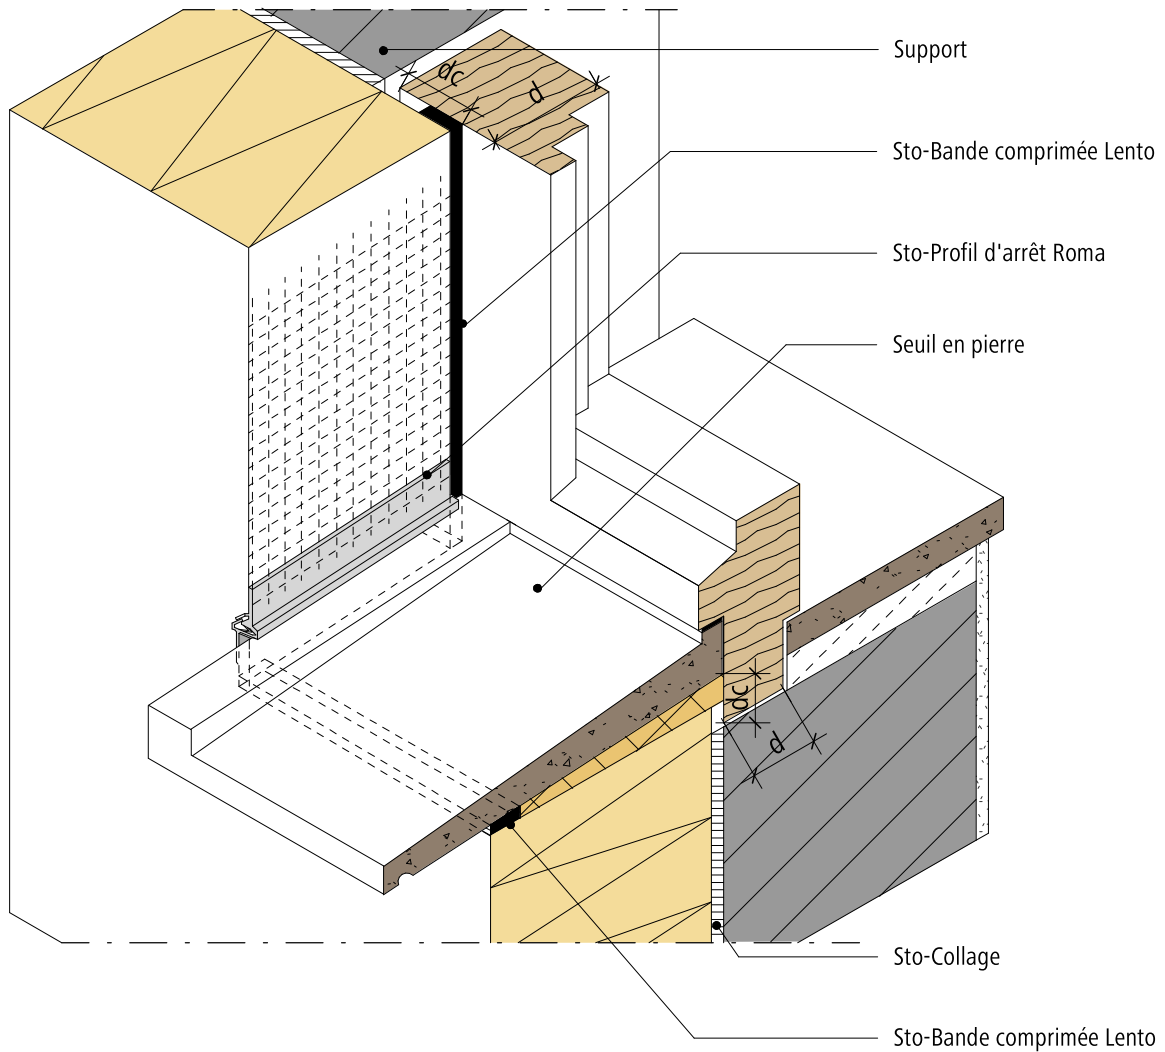 Support
dc
d
Sto-Bande comprimée Lento
Sto-Profil d'arrêt Roma
Seuil en pierre
dc
d
Sto-Collage
Sto-Bande comprimée Lento